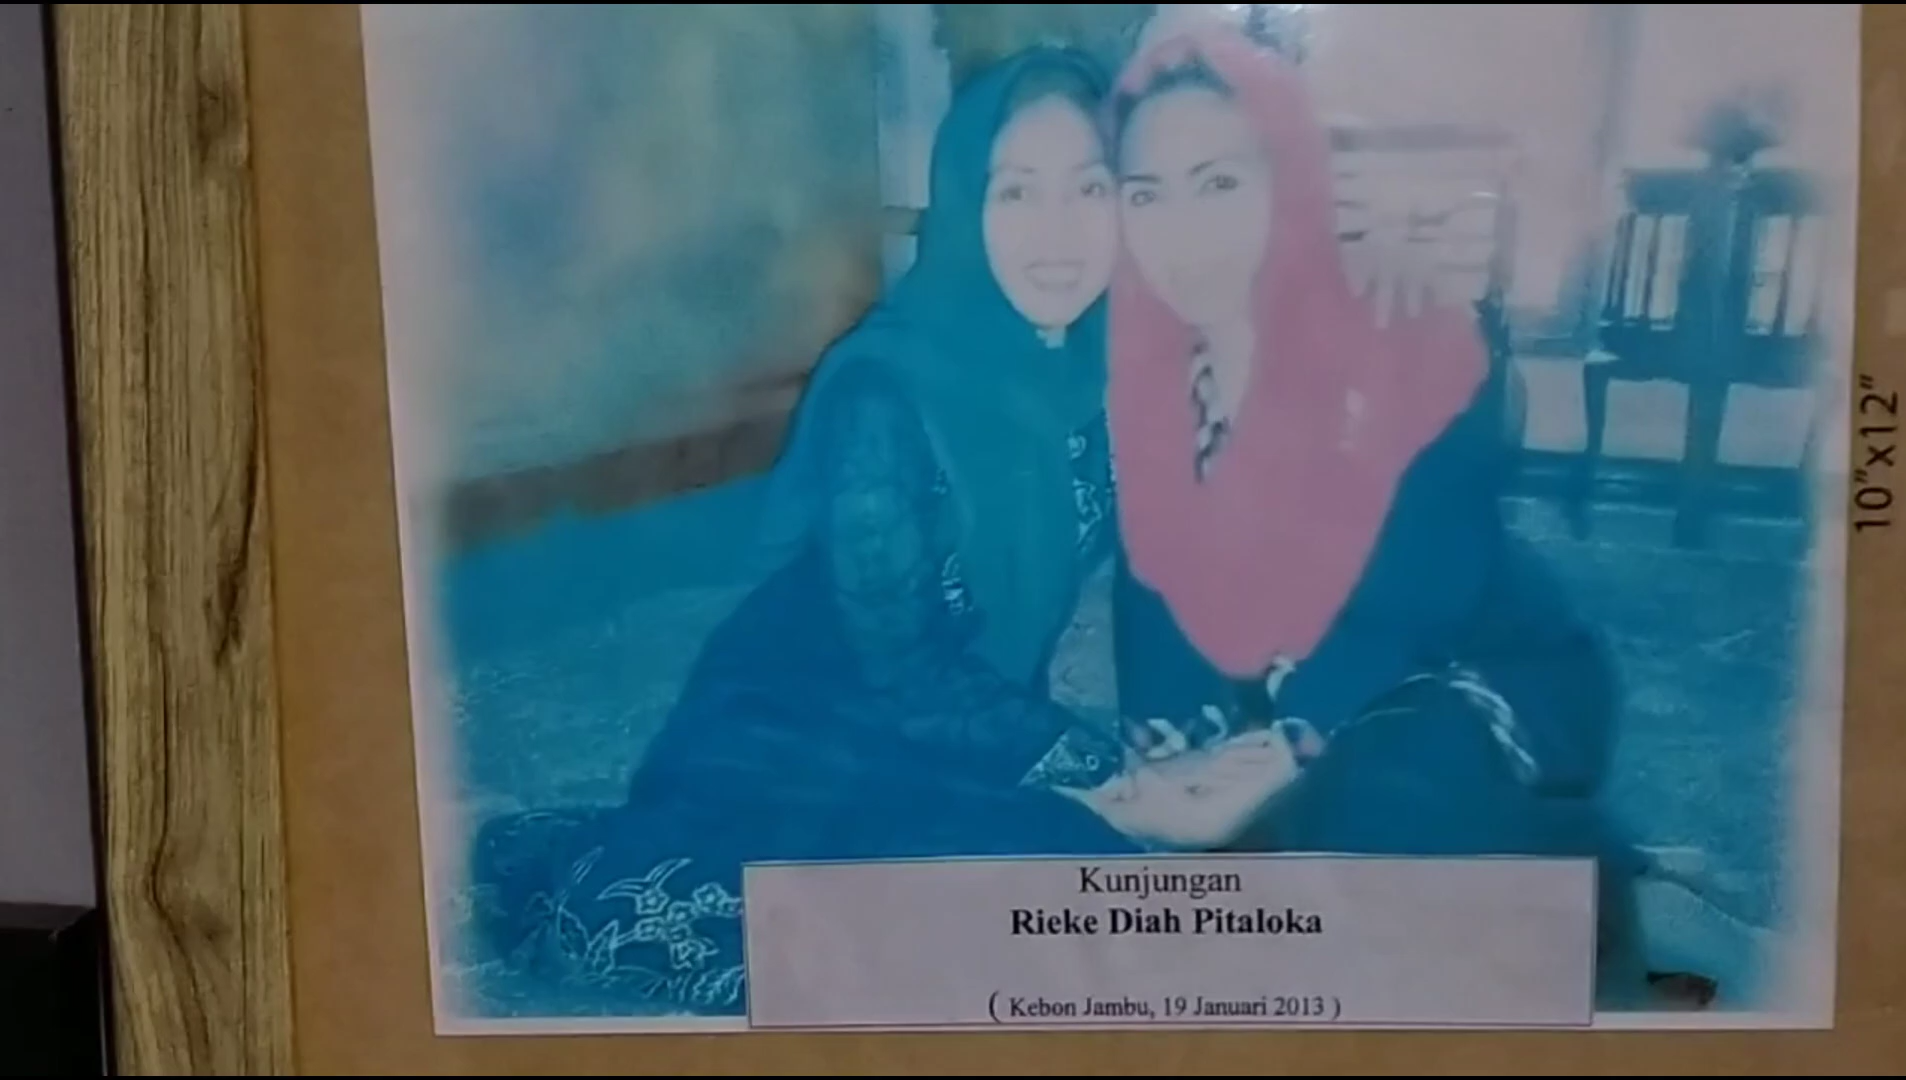 Kunjungan
Rieke Diah Pitaloka
( Kebon Jambu, 19 Januari 2013 )
10”x12”